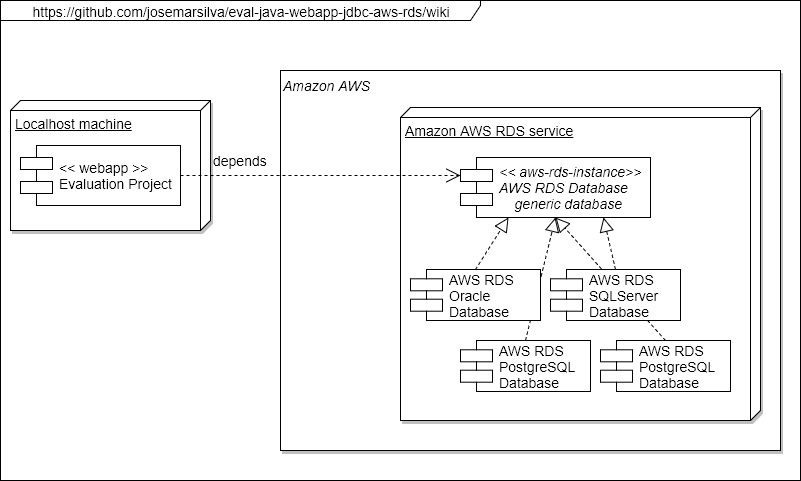 https://github.com/josemarsilva/eval-java-webapp-jdbc-aws-rds/wiki
Amazon AWS
Localhost machine
<< webapp >>
Evaluation Project
depends
Amazon AWS RDS service
<< aws-rds-instance>>
AWS RDS Database
generic database
AWS RDS
Oracle
Database
AWS RDS
SQLServer
Database
AWS RDS
PostgreSQL
Database
AWS RDS
PostgreSQL
Database